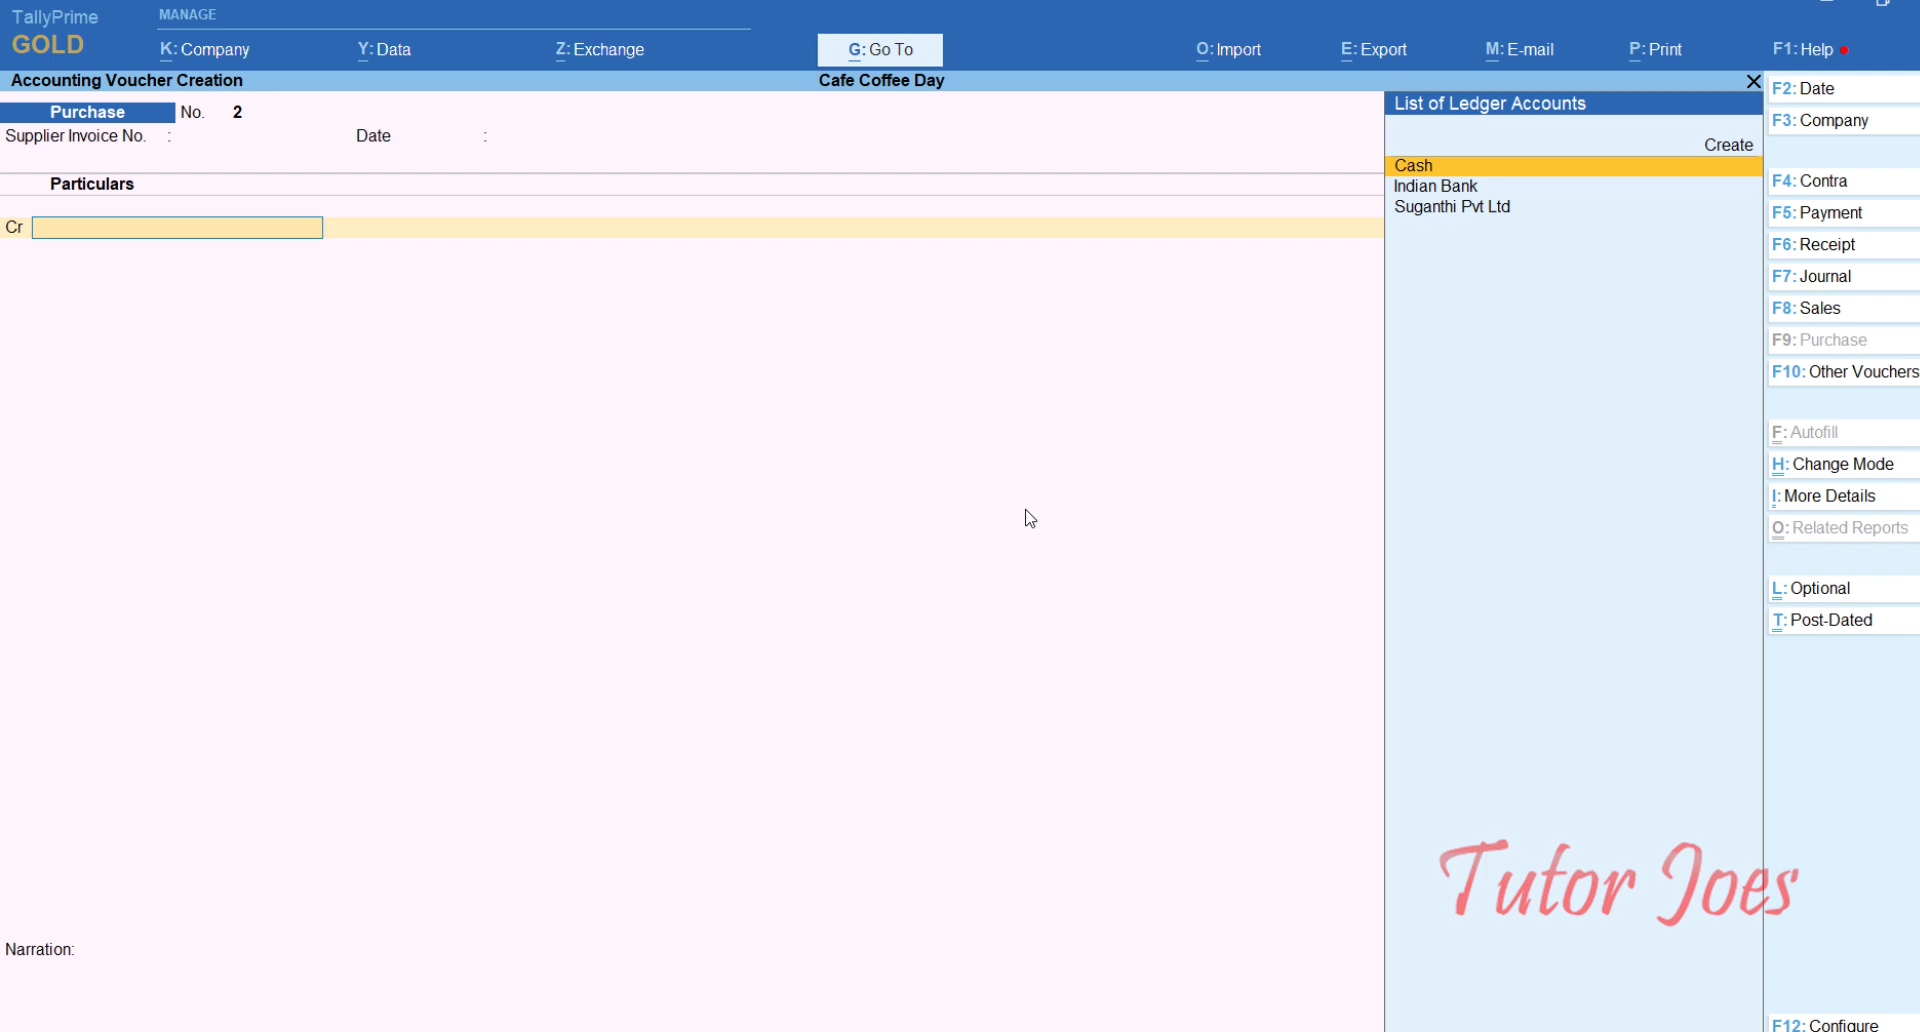 TallyPrime
GOLD
MANAGE
K: Company
Y: Data
Z: Exchange
G: Go To
O: Import
E: Export
M: E-mail
P: Print
F1: Help
Accounting Voucher Creation
Cafe Coffee Day
Purchase No. 2
Supplier Invoice No. :
Date :
Particulars
Cr
Narration:
List of Ledger Accounts
Create
Cash
Indian Bank
Suganthi Pvt Ltd
F2: Date
F3: Company
F4: Contra
F5: Payment
F6: Receipt
F7: Journal
F8: Sales
F9: Purchase
F10: Other Vouchers
F: Autofill
H: Change Mode
I: More Details
O: Related Reports
L: Optional
T: Post-Dated
Tutor Joes
F12: Configure